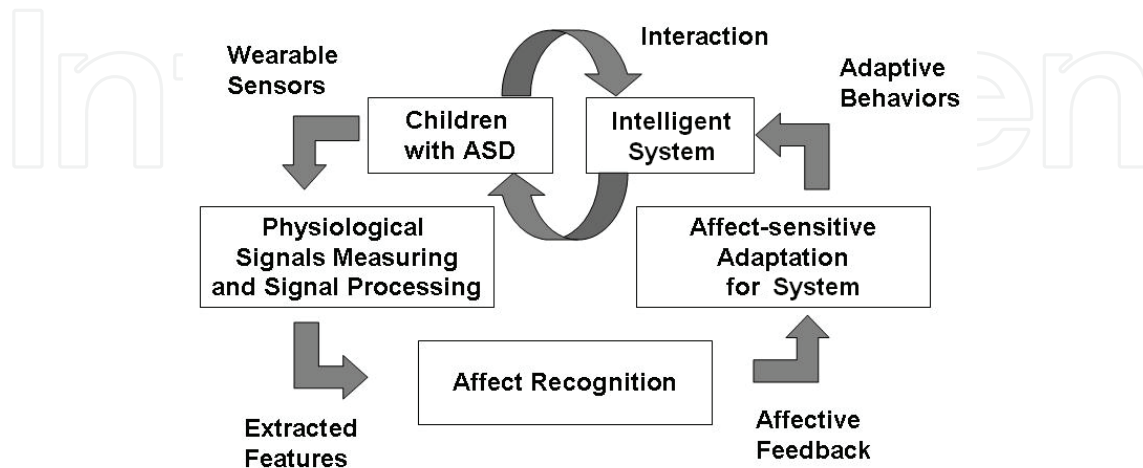 Interaction
Wearable
Sensors
Adaptive
Behaviors
Children
with ASD
Intelligent
System
Physiological
Signals Measuring
and Signal Processing
Affect-sensitive
Adaptation
for System
Affect Recognition
Extracted
Features
Affective
Feedback